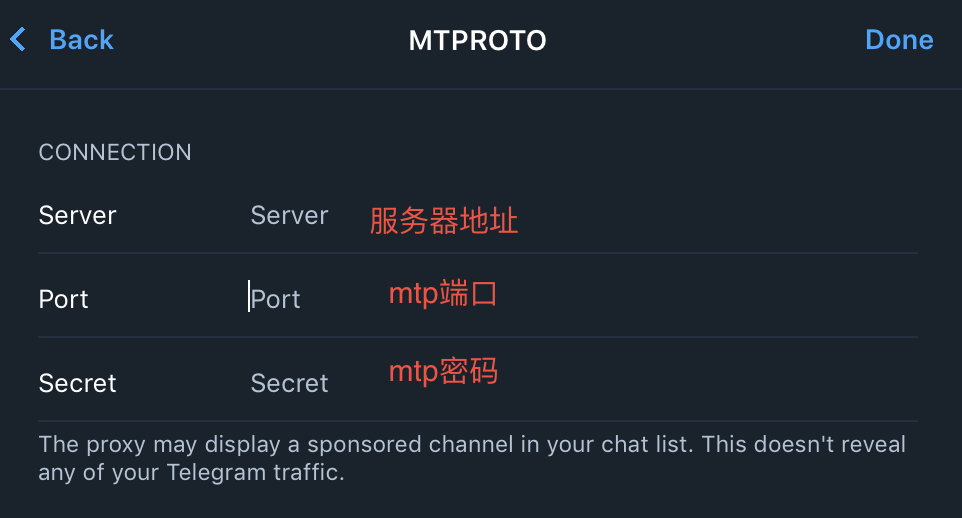 Back MTPROTO Done
CONNECTION
Server Server 服务器地址
Port Port mtp端口
Secret Secret mtp密码
The proxy may display a sponsored channel in your chat list. This doesn't reveal
any of your Telegram traffic.